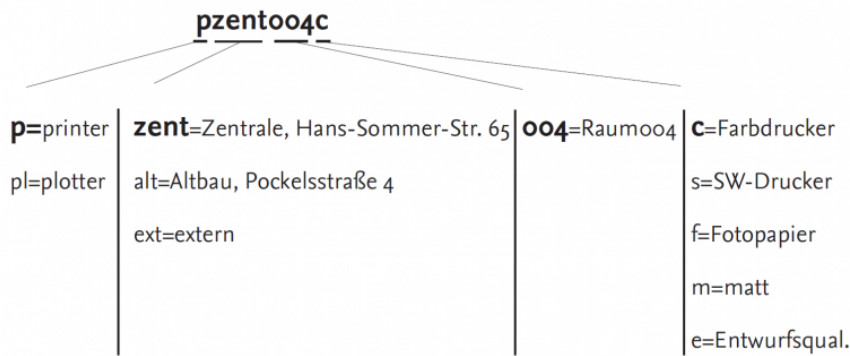 pzent004c
p=printer zent=Zentrale, Hans-Sommer-Str. 65 004=Raum004 c=Farbdrucker
pl=plotter alt=Altbau, Pockelsstraße 4 s=SW-Drucker
ext=extern f=Fotopapier
m=matt
e=Entwurfsqual.